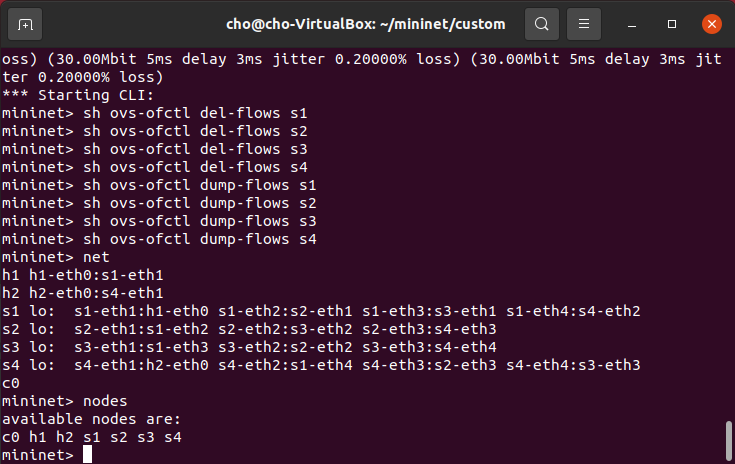 cho@cho-VirtualBox: ~/mininet/custom
oss) (30.00Mbit 5ms delay 3ms jitter 0.20000% loss) (30.00Mbit 5ms delay 3ms jit
ter 0.20000% loss)
*** Starting CLI:
mininet> sh ovs-ofctl del-flows s1
mininet> sh ovs-ofctl del-flows s2
mininet> sh ovs-ofctl del-flows s3
mininet> sh ovs-ofctl del-flows s4
mininet> sh ovs-ofctl dump-flows s1
mininet> sh ovs-ofctl dump-flows s2
mininet> sh ovs-ofctl dump-flows s3
mininet> sh ovs-ofctl dump-flows s4
mininet> net
h1 h1-eth0:s1-eth1
h2 h2-eth0:s4-eth1
s1 lo:  s1-eth1:h1-eth0 s1-eth2:s2-eth1 s1-eth3:s3-eth1 s1-eth4:s4-eth2
s2 lo:  s2-eth1:s1-eth2 s2-eth2:s3-eth2 s2-eth3:s4-eth3
s3 lo:  s3-eth1:s1-eth3 s3-eth2:s2-eth2 s3-eth3:s4-eth4
s4 lo:  s4-eth1:h2-eth0 s4-eth2:s1-eth4 s4-eth3:s2-eth3 s4-eth4:s3-eth3
c0
mininet> nodes
available nodes are:
c0 h1 h2 s1 s2 s3 s4
mininet>